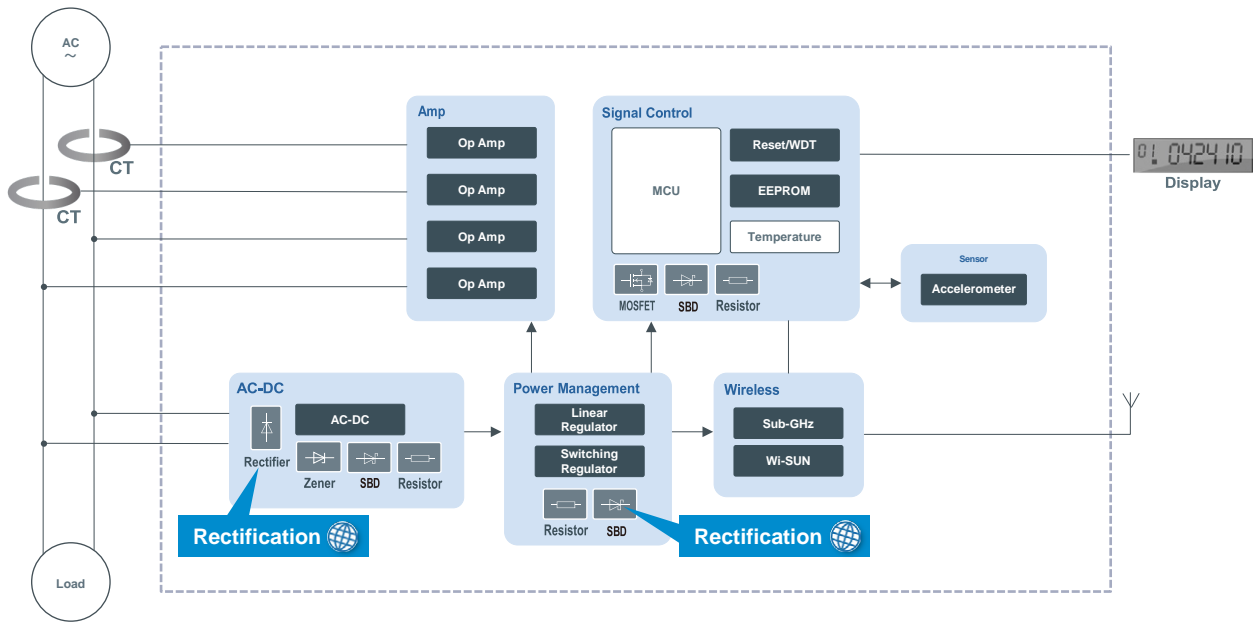 AC
~
CT
CT
Load
Amp
Op Amp
Op Amp
Op Amp
Op Amp
Signal Control
MCU
Reset/WDT
EEPROM
Temperature
MOSFET
SBD
Resistor
01. 042410
Display
Sensor
Accelerometer
AC-DC
AC-DC
Rectifier
Zener
SBD
Resistor
Rectification
Power Management
Linear
Regulator
Switching
Regulator
Resistor
SBD
Rectification
Wireless
Sub-GHz
Wi-SUN